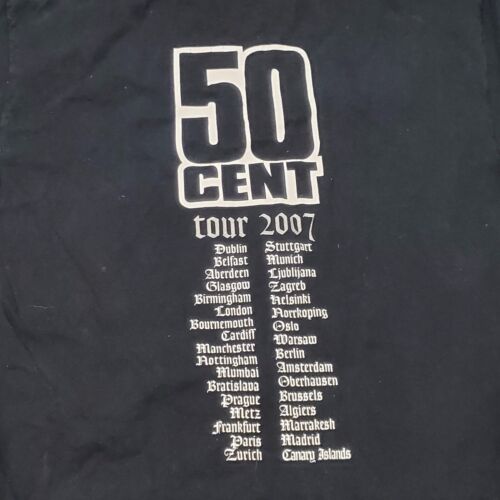 50
CENT
tour 2007
Dublin
Belfast
Aberdeen
Glasgow
Birmingham
London
Bournemouth
Cardiff
Manchester
Nottingham
Mumbai
Bratislava
Prague
Metz
Frankfurt
Paris
Zurich
Stuttgart
Munich
Ljublijana
Zagreb
Helsinki
Norrkoping
Oslo
Warsaw
Berlin
Amsterdam
Oberhausen
Brussels
Algiers
Marrakesh
Madrid
Canary Islands